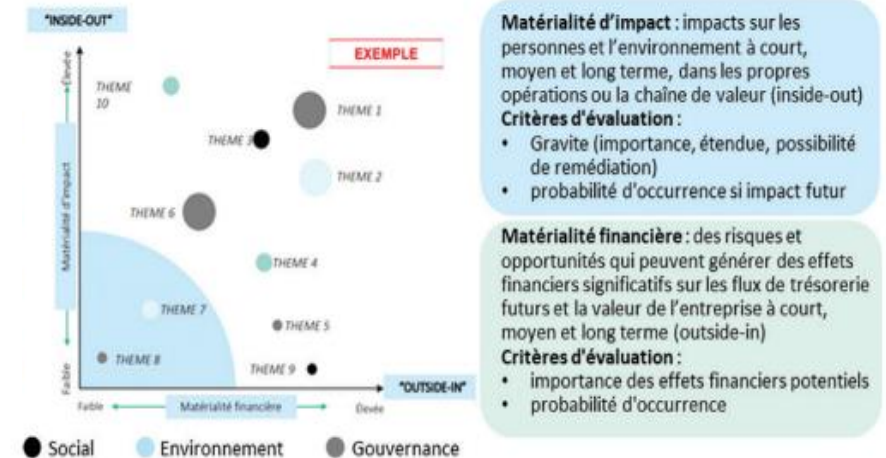 "INSIDE-OUT"
EXEMPLE
Élevée
Matérialité d'impact
Faible
THEME
10
THEME 1
THEME 3
THEME 2
THEME 6
THEME 4
THEME 7
THEME 5
THEME 8
THEME 9
"OUTSIDE-IN"
Faible
Matérialité financière
Élevée
Social
Environnement
Gouvernance
Matérialité d'impact : impacts sur les
personnes et l'environnement à court,
moyen et long terme, dans les propres
opérations ou la chaîne de valeur (inside-out)
Critères d'évaluation :
• Gravite (importance, étendue, possibilité
de remédiation)
• probabilité d'occurrence si impact futur
Matérialité financière : des risques et
opportunités qui peuvent générer des effets
financiers significatifs sur les flux de trésorerie
futurs et la valeur de l'entreprise à court,
moyen et long terme (outside-in)
Critères d'évaluation :
• importance des effets financiers potentiels
• probabilité d'occurrence